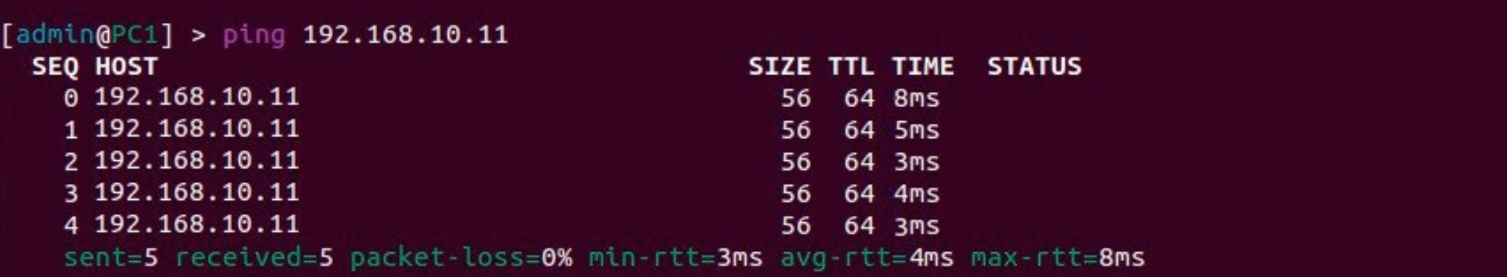 [admin@PC1] > ping 192.168.10.11
SEQ HOST SIZE TTL TIME STATUS
0 192.168.10.11 56 64 8ms
1 192.168.10.11 56 64 5ms
2 192.168.10.11 56 64 3ms
3 192.168.10.11 56 64 4ms
4 192.168.10.11 56 64 3ms
sent=5 received=5 packet-loss=0% min-rtt=3ms avg-rtt=4ms max-rtt=8ms